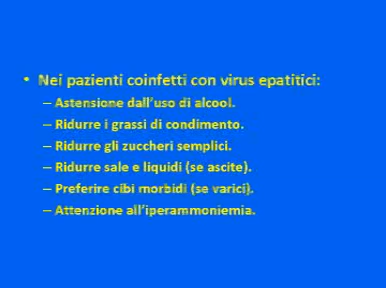 • Nei pazienti coinfetti con virus epatitici:
– Astensione dall'uso di alcool.
– Ridurre i grassi di condimento.
– Ridurre gli zuccheri semplici.
– Ridurre sale e liquidi (se ascite).
– Preferire cibi morbidi (se varici).
– Attenzione all'iperammoniemia.